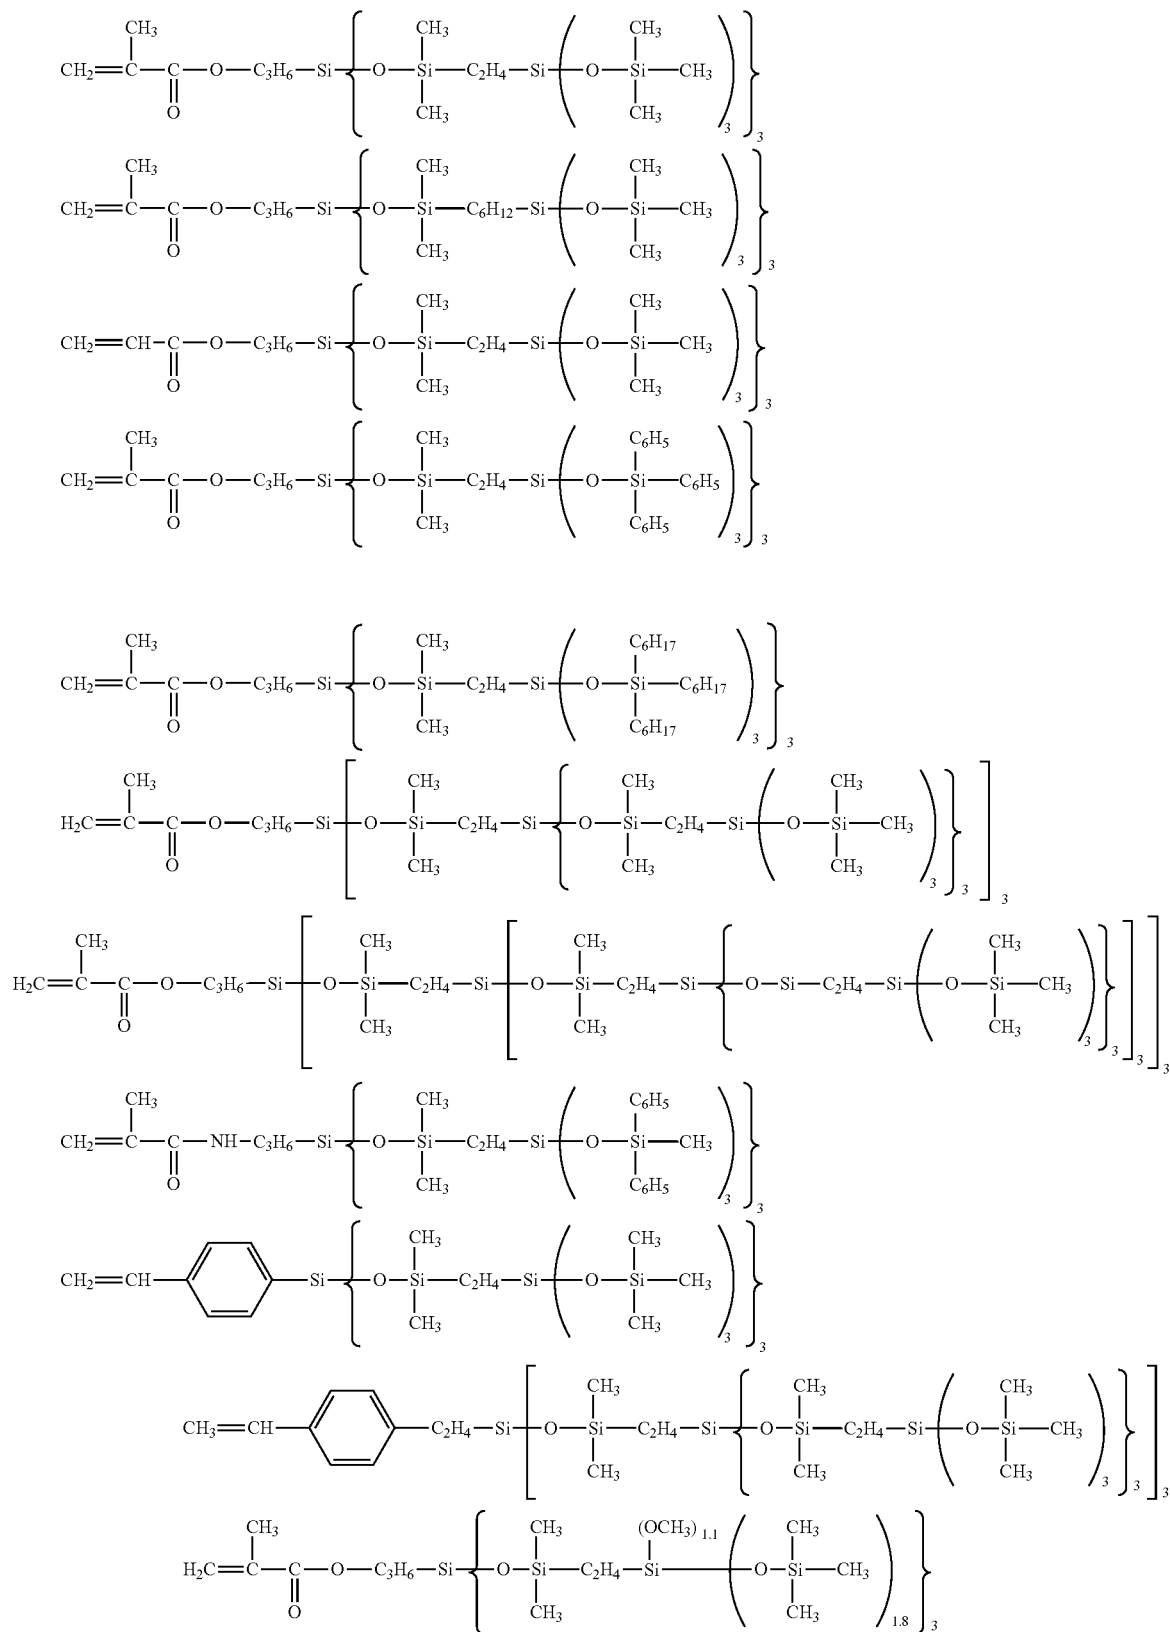 CH3 CH3 CH3
CH2=C—C—O—C3H6—Si{—O—Si—C2H4—Si(—O—Si—CH3)3}3
O CH3 CH3
CH3 CH3 CH3
CH2=C—C—O—C3H6—Si{—O—Si—C6H12—Si(—O—Si—CH3)3}3
O CH3 CH3
CH3 CH3
CH2=CH—C—O—C3H6—Si{—O—Si—C2H4—Si(—O—Si—CH3)3}3
O CH3 CH3
CH3 CH3 C6H5
CH2=C—C—O—C3H6—Si{—O—Si—C2H4—Si(—O—Si—C6H5)3}3
O CH3 C6H5
CH3 CH3 C6H17
CH2=C—C—O—C3H6—Si{—O—Si—C2H4—Si(—O—Si—C6H17)3}3
O CH3 C6H17
CH3 CH3 CH3 CH3
H2C=C—C—O—C3H6—Si[—O—Si—C2H4—Si{—O—Si—C2H4—Si(—O—Si—CH3)3}3]3
O CH3 CH3 CH3
CH3 CH3 CH3 CH3
H2C=C—C—O—C3H6—Si[—O—Si—C2H4—Si[—O—Si—C2H4—Si{—O—Si—C2H4—Si(—O—Si—CH3)3}3]3]3
O CH3 CH3 CH3
CH3 CH3 C6H5
CH2=C—C—NH—C3H6—Si{—O—Si—C2H4—Si(—O—Si—CH3)3}3
O CH3 C6H5
CH3 CH3
CH2=CH— —Si{—O—Si—C2H4—Si(—O—Si—CH3)3}3
CH3 CH3
CH3 CH3 CH3
CH3=CH— —C2H4—Si[—O—Si—C2H4—Si{—O—Si—C2H4—Si(—O—Si—CH3)3}3]3
CH3 CH3 CH3
CH3 CH3 (OCH3)1.1 CH3
H2C=C—C—O—C3H6—Si{—O—Si—C2H4—Si—(—O—Si—CH3)1.8}3
O CH3 CH3